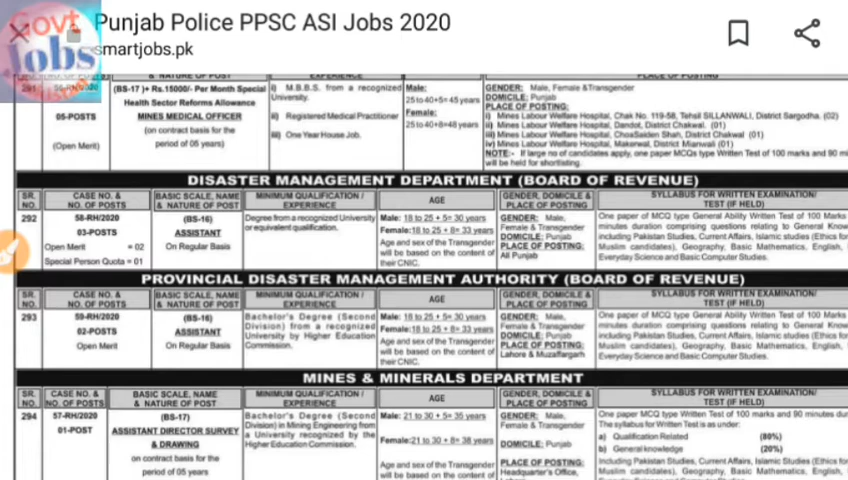 Govt
Jobs
Punjab Police PPSC ASI Jobs 2020
smartjobs.pk
& NATURE OF POST
EXPERIENCE
PLACE OF POSTING
291
(BS-17 )+ Rs.15000/- Per Month Special
Health Sector Reforms Allowance
MINES MEDICAL OFFICER
(on contract basis for the
period of 05 years)
05-POSTS
(Open Merit)
i) M.B.B.S. from a recognized
University.
ii) Registered Medical Practitioner
iii) One Year House Job.
Male:
25 to 40+5= 45 years
Female:
25 to 40+8=48 years
GENDER: Male, Female &Transgender
DOMICILE: Punjab
PLACE OF POSTING:
i) Mines Labour Welfare Hospital, Chak No. 119-58, Tehsil SILLANWALI, District Sargodha. (02)
ii) Mines Labour Welfare Hospital, Dandot, District Chakwal. (01)
iii) Mines Labour Welfare Hospital, ChoaSaidan Shah, District Chakwal (01)
iv) Mines Labour Welfare Hospital, Makerwal, District Mianwali (01)
NOTE:- If large no of candidates apply, one paper MCQs type Written Test of 100 marks and 90 mi
will be held for shortlisting.
DISASTER MANAGEMENT DEPARTMENT (BOARD OF REVENUE)
SR. NO.
CASE NO. & NO. OF POSTS
BASIC SCALE, NAME & NATURE OF POST
MINIMUM QUALIFICATION / EXPERIENCE
AGE
GENDER, DOMICILE & PLACE OF POSTING
SYLLABUS FOR WRITTEN EXAMINATION/ TEST (IF HELD)
292
58-RH/2020
03-POSTS
Open Merit = 02
Special Person Quota = 01
(BS-16)
ASSISTANT
On Regular Basis
Degree from a recognized University
or equivalent qualification.
Male: 18 to 25 + 5= 30 years
Female:18 to 25 + 8= 33 years
Age and sex of the Transgender
will be based on the content of
their CNIC.
GENDER: Male,
Female & Transgender
DOMICILE: Punjab
PLACE OF POSTING:
All Punjab
One paper of MCQ type General Ability Written Test of 100 Marks
minutes duration comprising questions relating to General Know
including Pakistan Studies, Current Affairs, Islamic studies (Ethics f
Muslim candidates), Geography, Basic Mathematics, English,
Everyday Science and Basic Computer Studies.
PROVINCIAL DISASTER MANAGEMENT AUTHORITY (BOARD OF REVENUE)
SR. NO.
CASE NO. & NO. OF POSTS
BASIC SCALE, NAME & NATURE OF POST
MINIMUM QUALIFICATION / EXPERIENCE
AGE
GENDER, DOMICILE & PLACE OF POSTING
SYLLABUS FOR WRITTEN EXAMINATION/ TEST (IF HELD)
293
59-RH/2020
02-POSTS
Open Merit
(BS-16)
ASSISTANT
On Regular Basis
Bachelor's Degree (Second
Division) from a recognized
University by Higher Education
Commission.
Male: 18 to 25 + 5= 30 years
Female:18 to 25 + 8= 33 years
Age and sex of the Transgender
will be based on the content of
their CNIC.
GENDER: Male,
Female & Transgender
DOMICILE: Punjab
PLACE OF POSTING:
Lahore & Muzaffargarh
One paper of MCQ type General Ability Written Test of 100 Marks
minutes duration comprising questions relating to General Know
including Pakistan Studies, Current Affairs, Islamic studies (Ethics f
Muslim candidates), Geography, Basic Mathematics, English,
Everyday Science and Basic Computer Studies.
MINES & MINERALS DEPARTMENT
SR. NO.
CASE NO. & NO. OF POSTS
BASIC SCALE, NAME & NATURE OF POST
MINIMUM QUALIFICATION / EXPERIENCE
AGE
GENDER, DOMICILE & PLACE OF POSTING
SYLLABUS FOR WRITTEN EXAMINATION/ TEST (IF HELD)
294
57-RH/2020
01-POST
(BS-17)
ASSISTANT DIRECTOR SURVEY
& DRAWING
on contract basis for the
period of 05 years
Bachelor's Degree (Second
Division) in Mining Engineering from
a University recognized by the
Higher Education Commission.
Male: 21 to 30 + 5= 35 years
Female:21 to 30 + 8= 38 years
Age and sex of the Transgender
will be based on the content of
GENDER: Male,
Female & Transgender
DOMICILE: Punjab
PLACE OF POSTING:
Headquarter's Office,
One paper MCQ type Written Test of 100 marks and 90 minutes dur
The syllabus for Written Test is as under:
a) Qualification Related (80%)
b) General knowledge (20%)
Including Pakistan Studies, Current Affairs, Islamic Studies (Ethics for
Muslim candidates), Geography, Basic Mathematics, English,